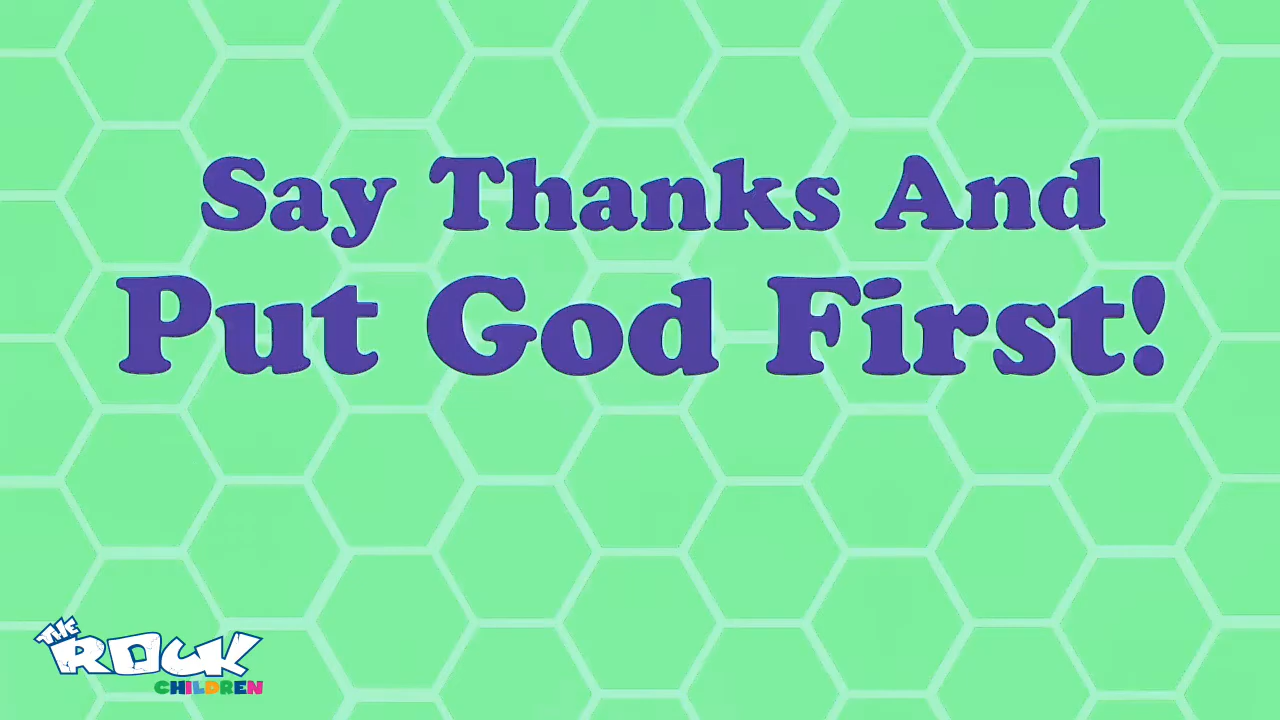 Say Thanks And
Put God First!
THE
ROCK
CHILDREN